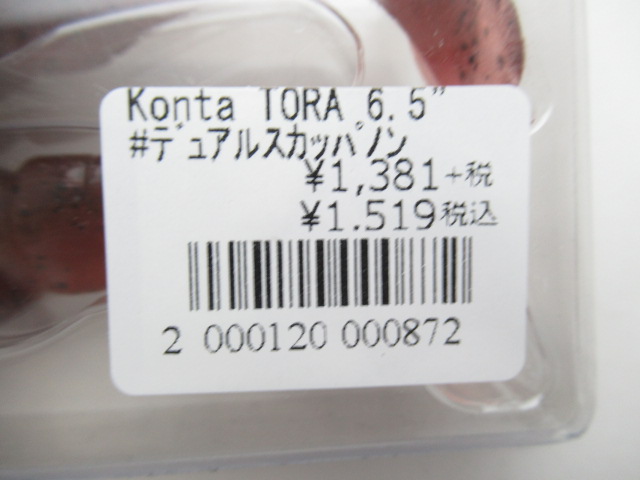 Konta TORA 6.5"
#ﾃﾞｭｱﾙｽｶｯﾊﾟﾉﾝ
¥1,381+税
¥1.519税込
2 000120 000872